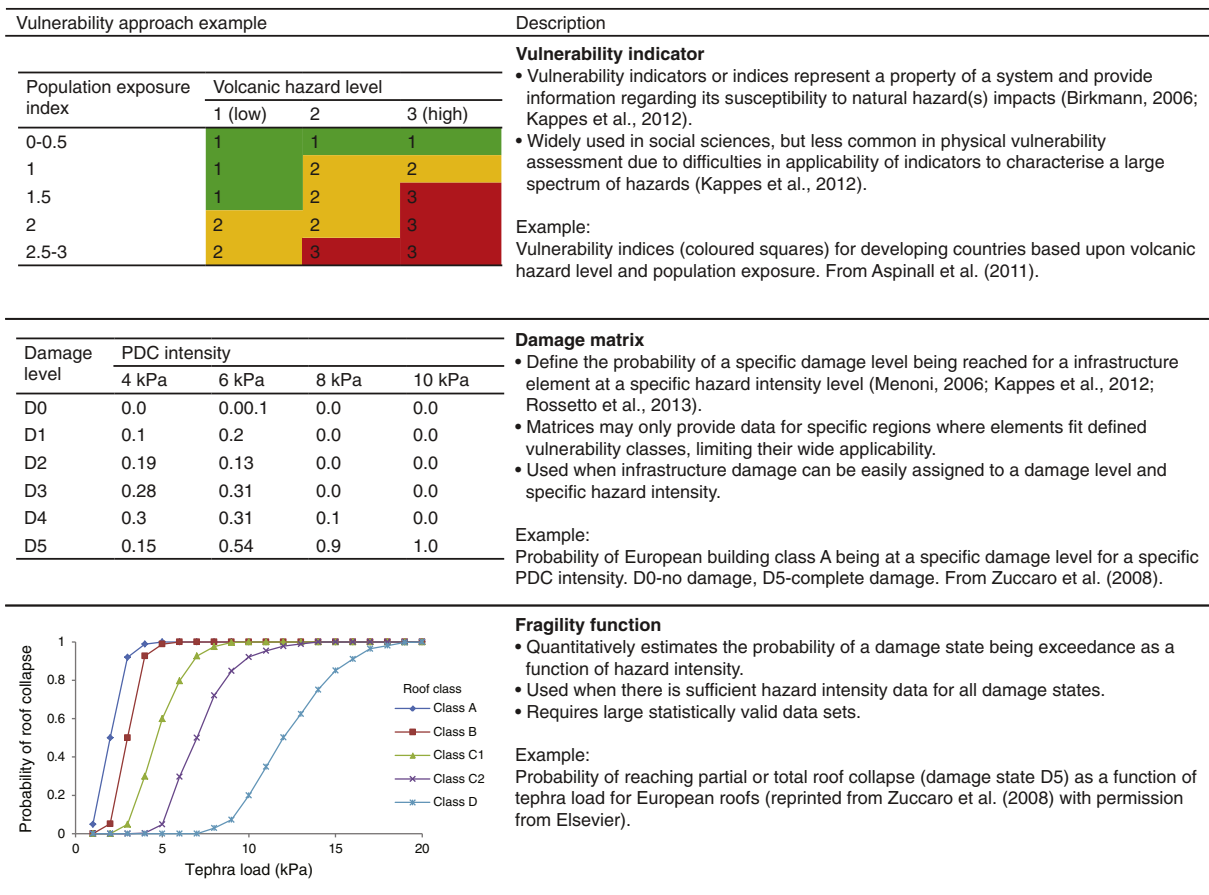 Vulnerability approach example
Description
Population exposure
index
Volcanic hazard level
1 (low) 2 3 (high)
0-0.5 1 1 1
1 1 2 2
1.5 1 2 3
2 2 2 3
2.5-3 2 3 3
Vulnerability indicator
• Vulnerability indicators or indices represent a property of a system and provide
information regarding its susceptibility to natural hazard(s) impacts (Birkmann, 2006;
Kappes et al., 2012).
• Widely used in social sciences, but less common in physical vulnerability
assessment due to difficulties in applicability of indicators to characterise a large
spectrum of hazards (Kappes et al., 2012).
Example:
Vulnerability indices (coloured squares) for developing countries based upon volcanic
hazard level and population exposure. From Aspinall et al. (2011).
Damage
level
PDC intensity
4 kPa 6 kPa 8 kPa 10 kPa
D0 0.0 0.00.1 0.0 0.0
D1 0.1 0.2 0.0 0.0
D2 0.19 0.13 0.0 0.0
D3 0.28 0.31 0.0 0.0
D4 0.3 0.31 0.1 0.0
D5 0.15 0.54 0.9 1.0
Damage matrix
• Define the probability of a specific damage level being reached for a infrastructure
element at a specific hazard intensity level (Menoni, 2006; Kappes et al., 2012;
Rossetto et al., 2013).
• Matrices may only provide data for specific regions where elements fit defined
vulnerability classes, limiting their wide applicability.
• Used when infrastructure damage can be easily assigned to a damage level and
specific hazard intensity.
Example:
Probability of European building class A being at a specific damage level for a specific
PDC intensity. D0-no damage, D5-complete damage. From Zuccaro et al. (2008).
Probability of roof collapse
1
0.8
0.6
0.4
0.2
0
0 5 10 15 20
Tephra load (kPa)
Roof class
Class A
Class B
Class C1
Class C2
Class D
Fragility function
• Quantitatively estimates the probability of a damage state being exceedance as a
function of hazard intensity.
• Used when there is sufficient hazard intensity data for all damage states.
• Requires large statistically valid data sets.
Example:
Probability of reaching partial or total roof collapse (damage state D5) as a function of
tephra load for European roofs (reprinted from Zuccaro et al. (2008) with permission
from Elsevier).